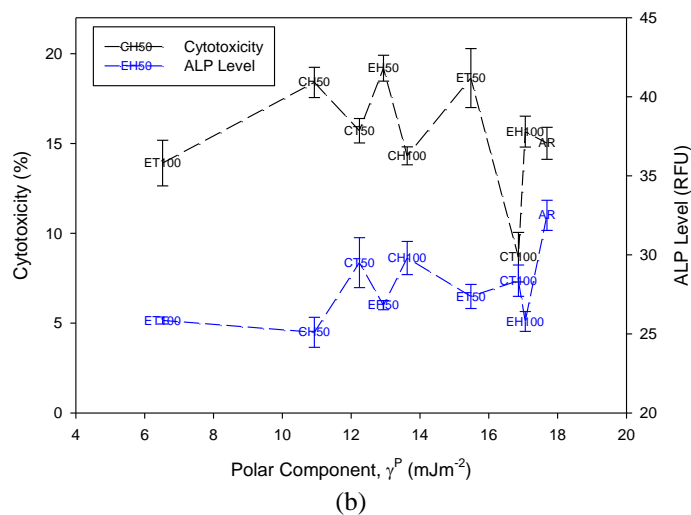 CH50 Cytotoxicity
EH50 ALP Level
Cytotoxicity (%)
20
15
10
5
0
ALP Level (RFU)
45
40
35
30
25
20
ET100
CH50
CT50
EH50
CH100
ET50
CT100
EH100
AR
CH50
CT50
EH50
CH100
ET50
CT100
EH100
AR
4 6 8 10 12 14 16 18 20
Polar Component, γᴾ (mJm-²)
(b)